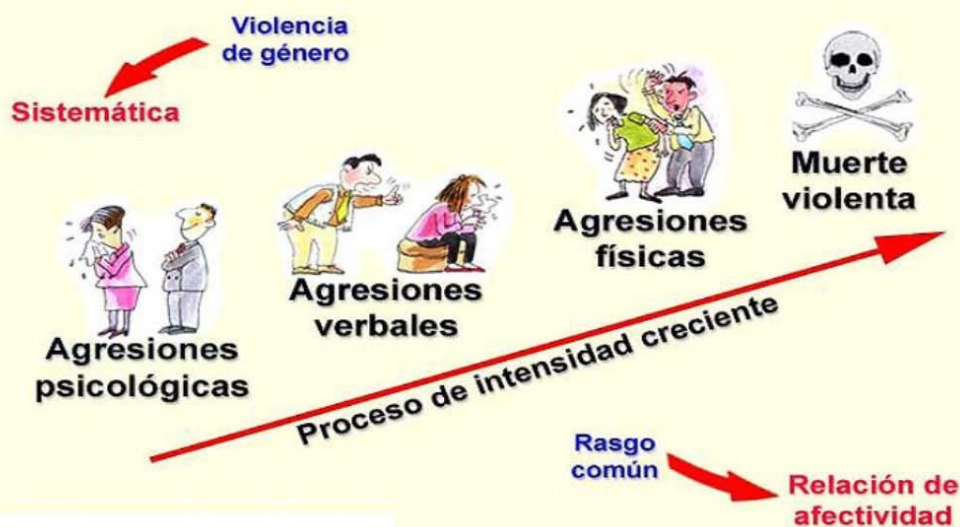 Violencia
de género
Sistemática
Muerte
violenta
Agresiones
físicas
Agresiones
verbales
Agresiones
psicológicas
Proceso de intensidad creciente
Rasgo
común
Relación de
afectividad